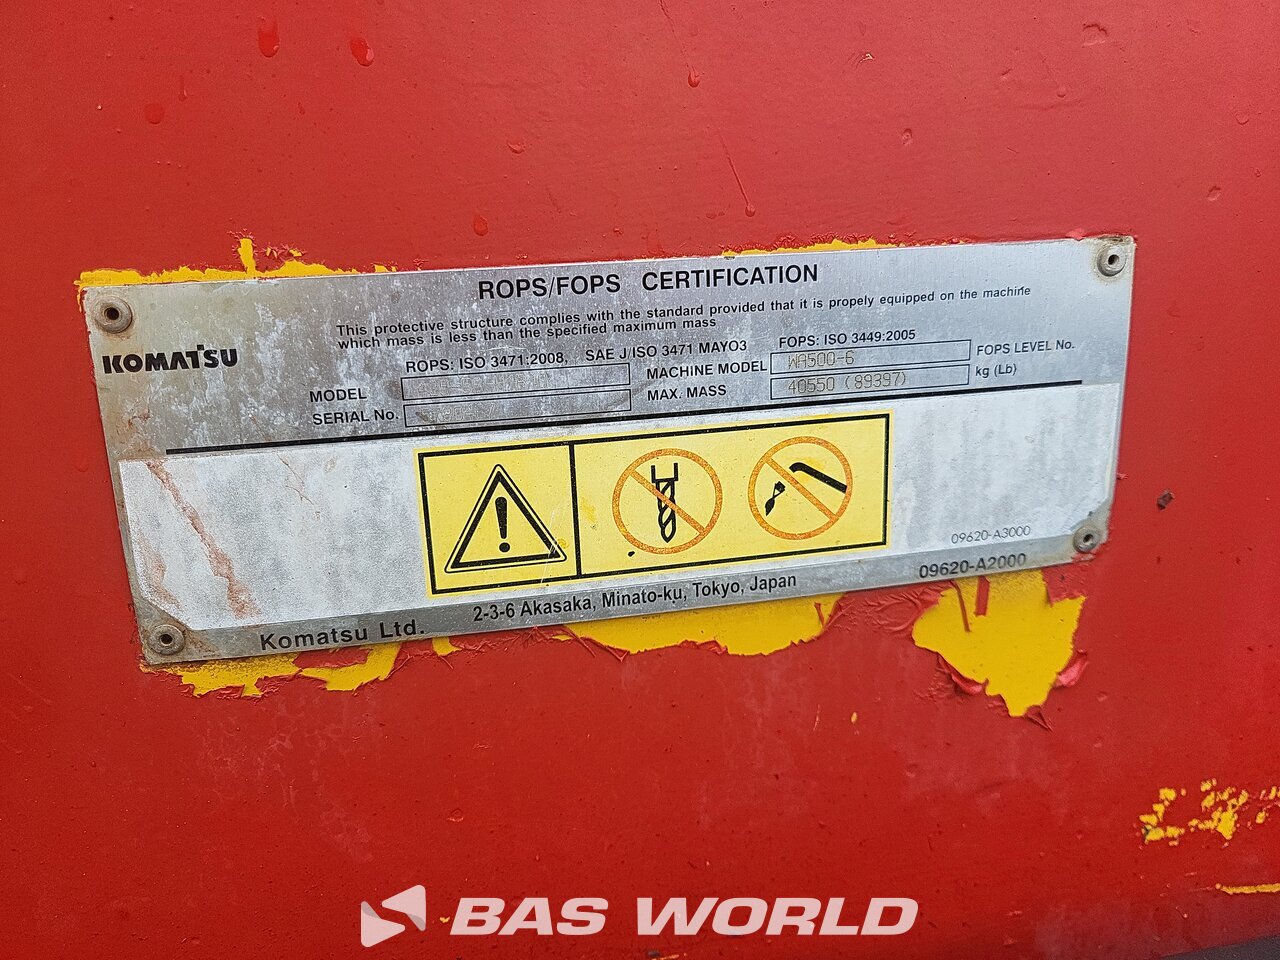 ROPS/FOPS CERTIFICATION
This protective structure complies with the standard provided that it is propely equipped on the machine
which mass is less than the specified maximum mass
KOMATSU
ROPS: ISO 3471:2008, SAE J/ISO 3471 MAYO3 FOPS: ISO 3449:2005
MODEL MACHINE MODEL WA500-6 FOPS LEVEL No.
SERIAL No. MAX. MASS 40550 (89397) kg (Lb)
09620-A3000
09620-A2000
Komatsu Ltd. 2-3-6 Akasaka, Minato-ku, Tokyo, Japan
BAS WORLD